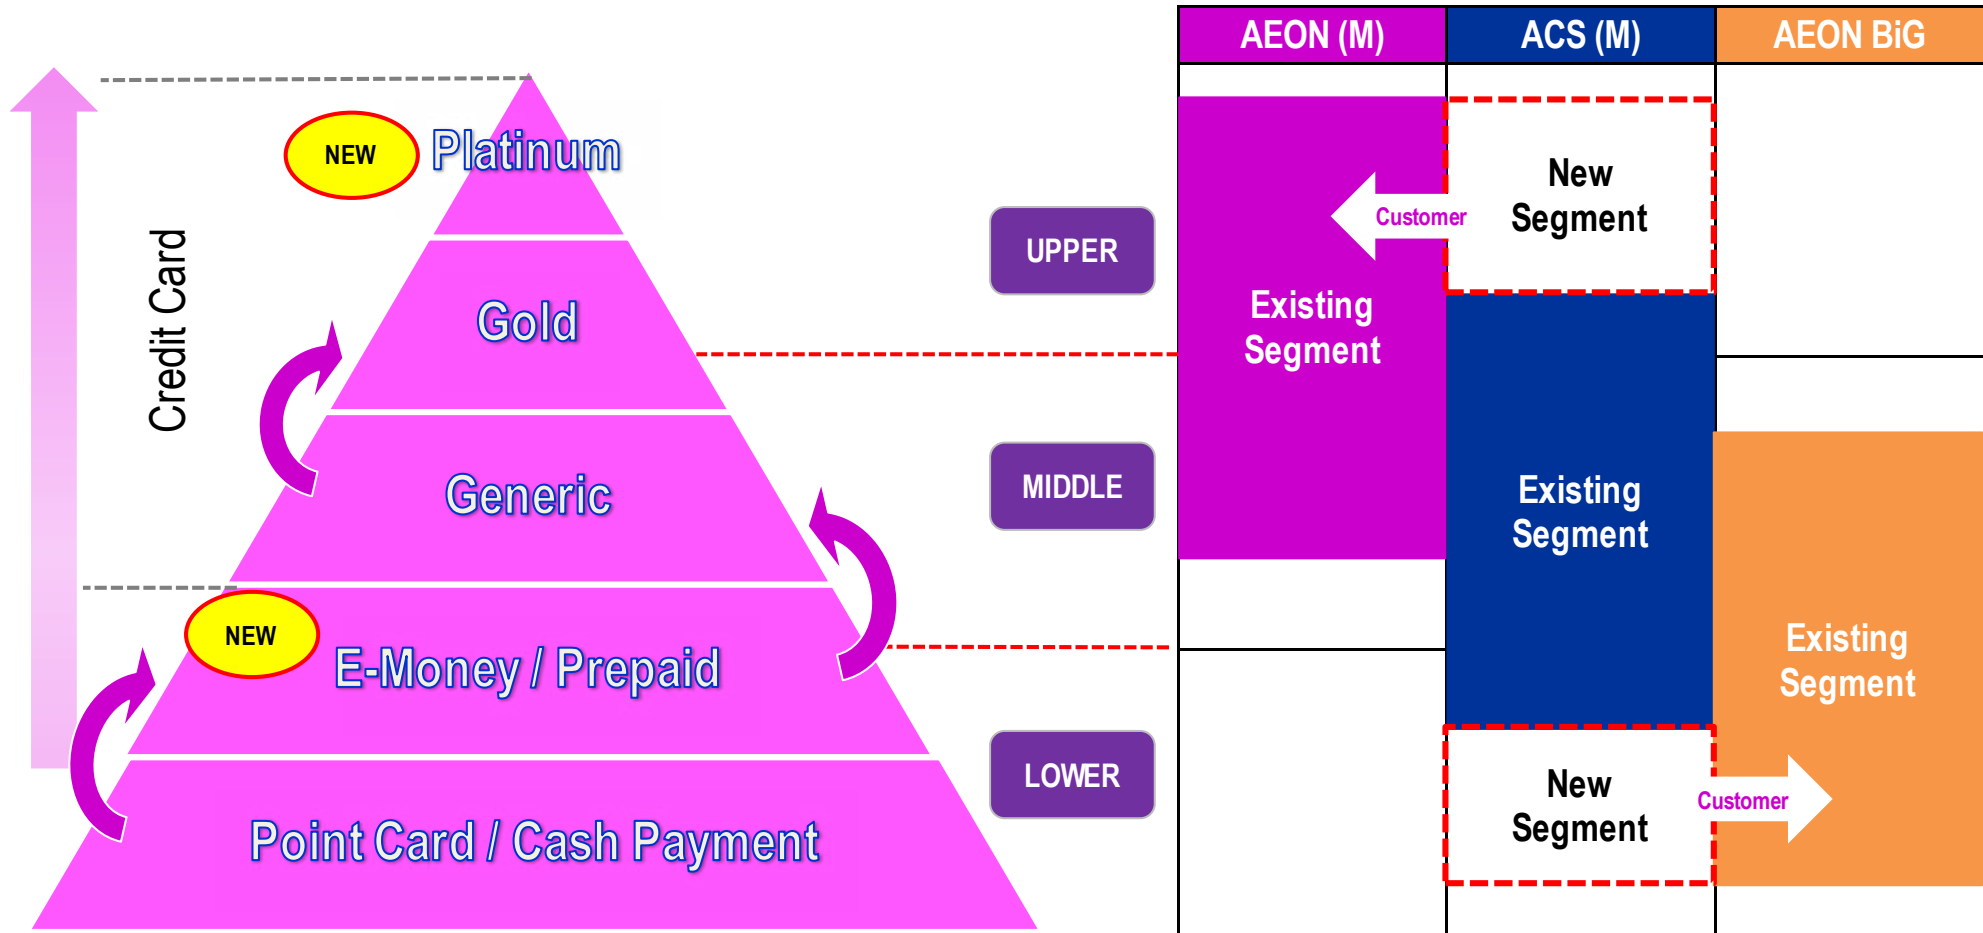 AEON (M)
ACS (M)
AEON BiG
Credit Card
NEW
Platinum
Gold
Generic
NEW
E-Money / Prepaid
Point Card / Cash Payment
UPPER
MIDDLE
LOWER
Existing
Segment
Customer
New
Segment
Existing
Segment
New
Segment
Customer
Existing
Segment